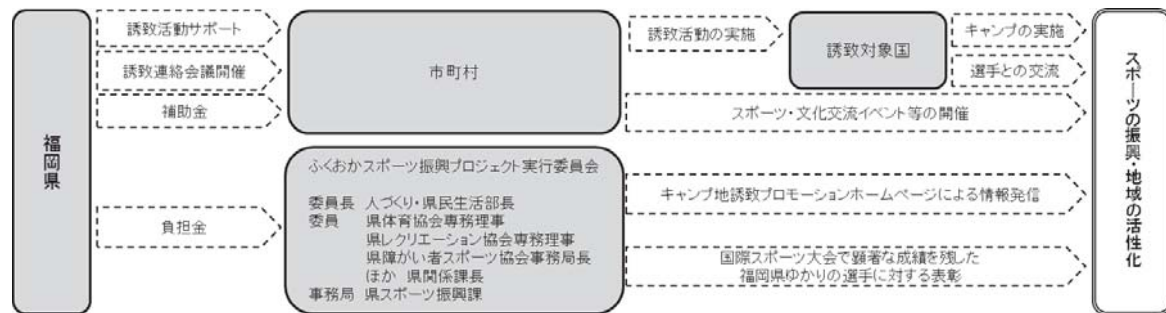 福岡県
誘致活動サポート
誘致連絡会議開催
補助金
負担金
市町村
ふくおかスポーツ振興プロジェクト実行委員会
委員長 人づくり・県民生活部長
委員 県体育協会専務理事
県レクリエーション協会専務理事
県障がい者スポーツ協会事務局長
ほか 県関係課長
事務局 県スポーツ振興課
誘致活動の実施
誘致対象国
キャンプの実施
選手との交流
スポーツ・文化交流イベント等の開催
キャンプ地誘致プロモーションホームページによる情報発信
国際スポーツ大会で顕著な成績を残した
福岡県ゆかりの選手に対する表彰
スポーツの振興・地域の活性化